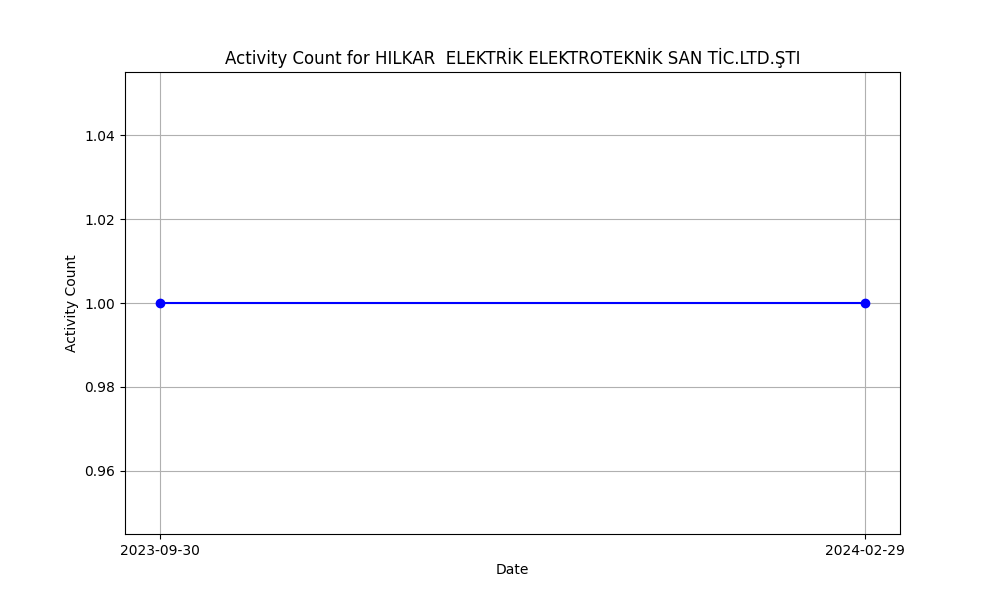 Activity Count for HILKAR  ELEKTRİK ELEKTROTEKNİK SAN TİC.LTD.ŞTI
1.04
1.02
1.00
0.98
0.96
Activity Count
2023-09-30
2024-02-29
Date